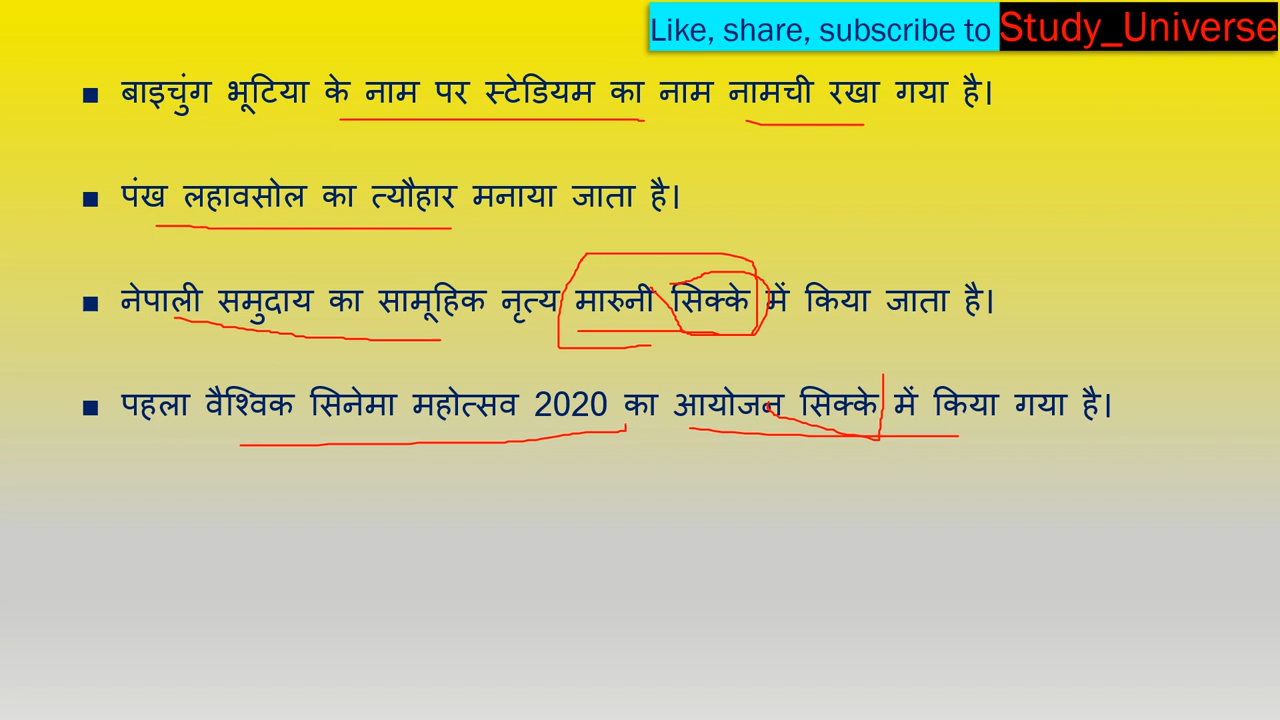 Like, share, subscribe to Study_Universe
▪ बाइचुंग भूटिया के नाम पर स्टेडियम का नाम नामची रखा गया है।
▪ पंख लहावसोल का त्यौहार मनाया जाता है।
▪ नेपाली समुदाय का सामूहिक नृत्य मारुनी सिक्के में किया जाता है।
▪ पहला वैश्विक सिनेमा महोत्सव 2020 का आयोजन सिक्के में किया गया है।